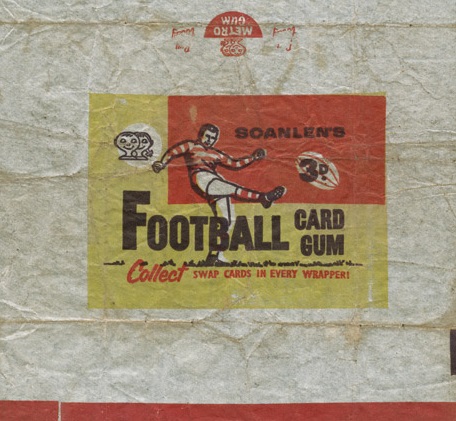 METRO
GUM
SCANLEN'S
3D.
FOOTBALL
CARD
GUM
Collect SWAP CARDS IN EVERY WRAPPER!